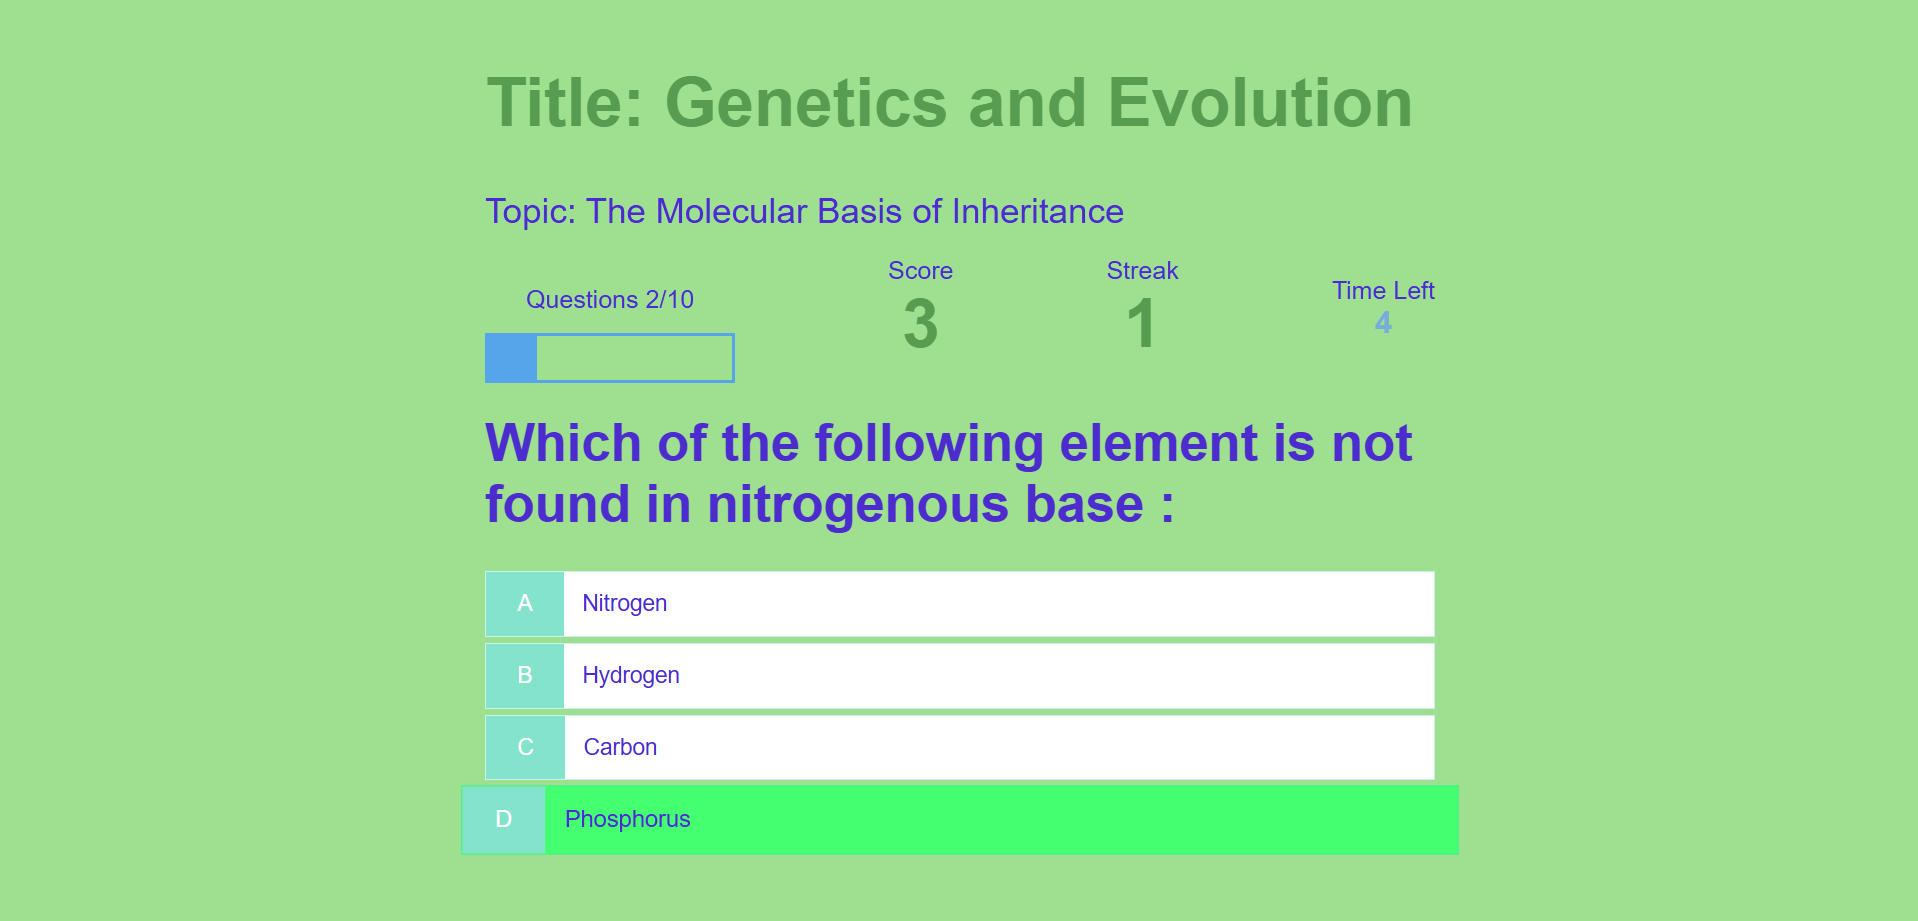 Title: Genetics and Evolution
Topic: The Molecular Basis of Inheritance
Questions 2/10
Score
3
Streak
1
Time Left
4
Which of the following element is not
found in nitrogenous base :
A Nitrogen
B Hydrogen
C Carbon
D Phosphorus